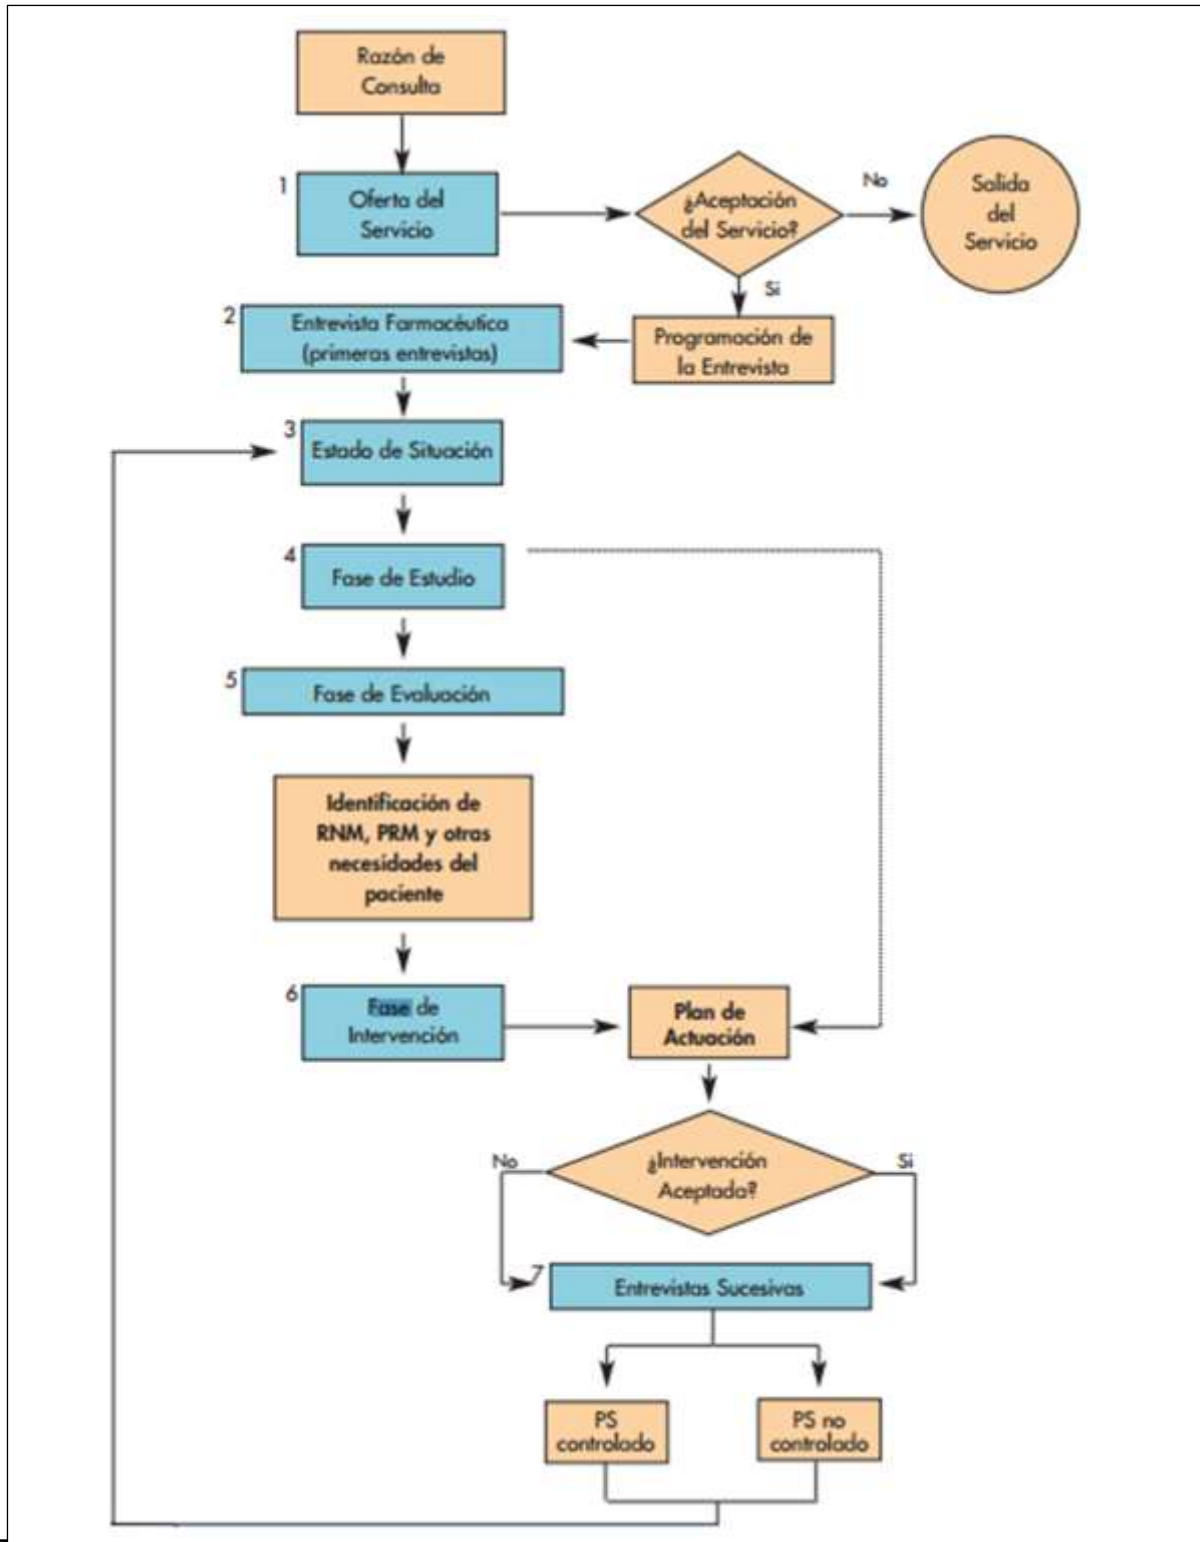 Razón de
Consulta
1
Oferta del
Servicio
¿Aceptación
del Servicio?
No
Salida
del
Servicio
Si
2
Entrevista Farmacéutica
(primeras entrevistas)
Programación de
la Entrevista
3
Estado de Situación
4
Fase de Estudio
5
Fase de Evaluación
Identificación de
RNM, PRM y otras
necesidades del
paciente
6
Fase de
Intervención
Plan de
Actuación
No
¿Intervención
Aceptada?
Si
7
Entrevistas Sucesivas
PS
controlado
PS no
controlado